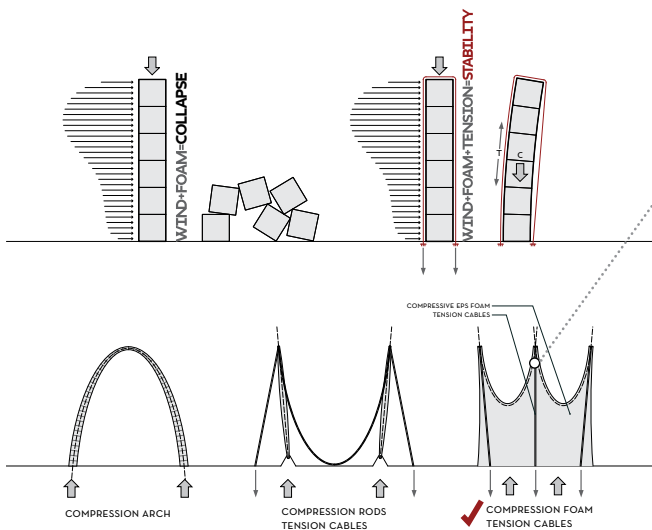 WIND+FOAM=COLLAPSE
WIND+FOAM+TENSION=STABILITY
T
C
COMPRESSIVE EPS FOAM
TENSION CABLES
COMPRESSION ARCH
COMPRESSION RODS
TENSION CABLES
COMPRESSION FOAM
TENSION CABLES